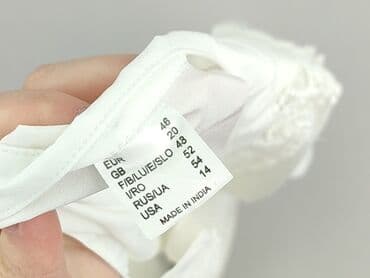 EUR 46
GB 20
F/B/LU/E/SLO 48
I/RO 52
RUS/UA 54
USA 14
MADE IN INDIA